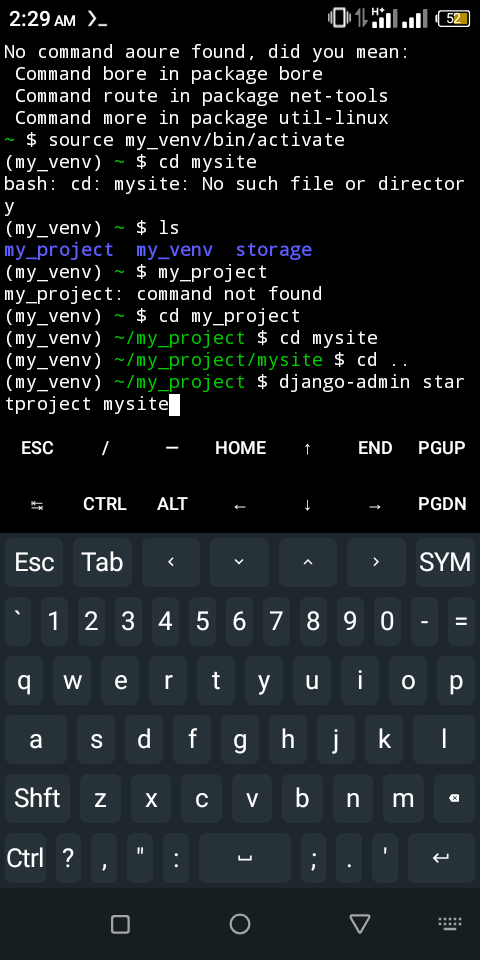 2:29 AM
H+
52
No command aoure found, did you mean:
Command bore in package bore
Command route in package net-tools
Command more in package util-linux
~ $ source my_venv/bin/activate
(my_venv) ~ $ cd mysite
bash: cd: mysite: No such file or director
y
(my_venv) ~ $ ls
my_project my_venv storage
(my_venv) ~ $ my_project
my_project: command not found
(my_venv) ~ $ cd my_project
(my_venv) ~/my_project $ cd mysite
(my_venv) ~/my_project/mysite $ cd ..
(my_venv) ~/my_project $ django-admin star
tproject mysite
ESC / — HOME ↑ END PGUP
↹ CTRL ALT ← ↓ → PGDN
Esc Tab ‹ ⌄ ^ › SYM
` 1 2 3 4 5 6 7 8 9 0 - =
q w e r t y u i o p
a s d f g h j k l
Shft z x c v b n m ⌫
Ctrl ? , " : ␣ ; . ' ↵